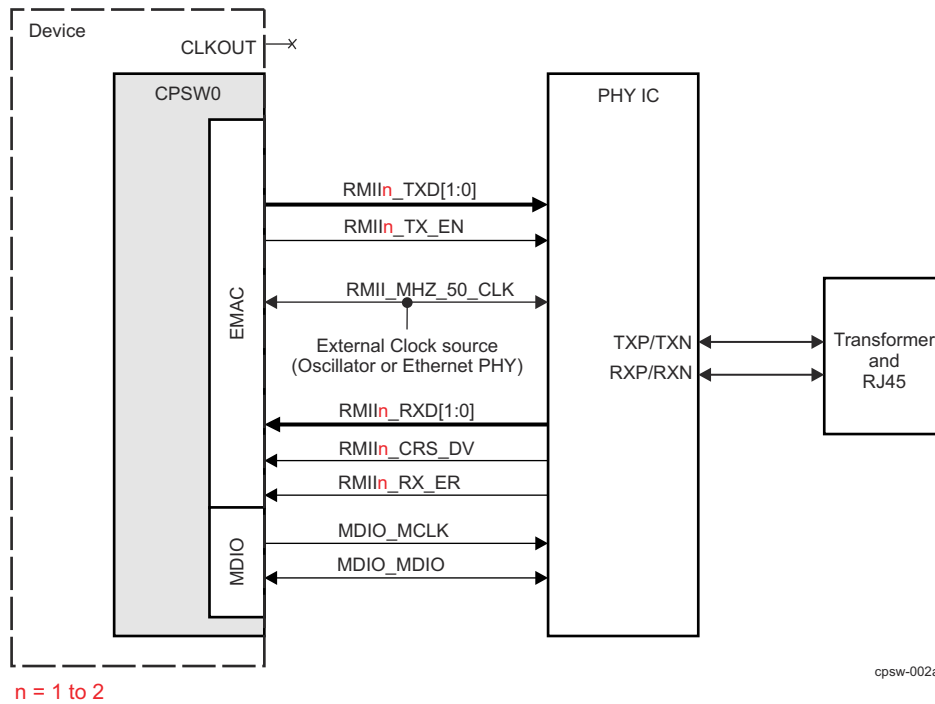 Device
CLKOUT
CPSW0
PHY IC
RMIIn_TXD[1:0]
RMIIn_TX_EN
RMII_MHZ_50_CLK
EMAC
External Clock source
(Oscillator or Ethernet PHY)
TXP/TXN
RXP/RXN
Transformer
and
RJ45
RMIIn_RXD[1:0]
RMIIn_CRS_DV
RMIIn_RX_ER
MDIO
MDIO_MCLK
MDIO_MDIO
cpsw-002a
n = 1 to 2